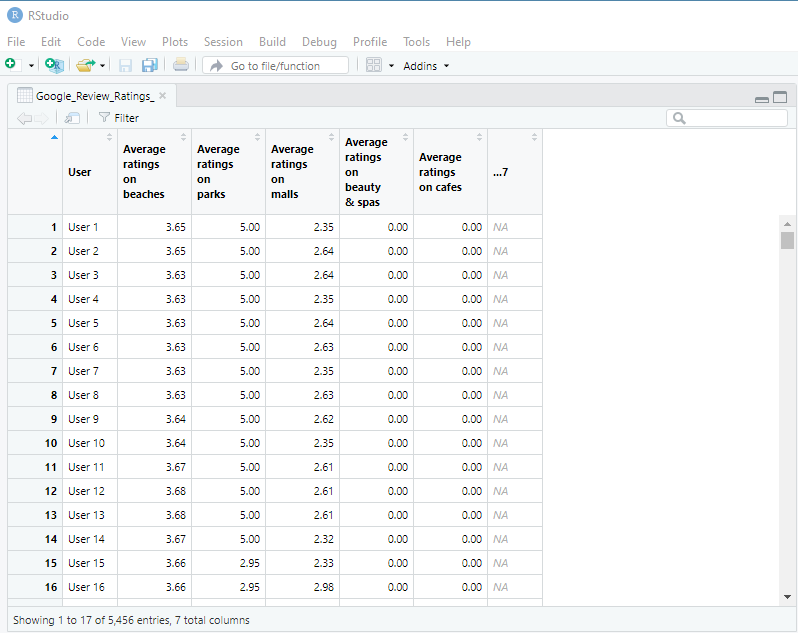 RStudio
File Edit Code View Plots Session Build Debug Profile Tools Help
Go to file/function Addins
Google_Review_Ratings_
Filter
User Average ratings on beaches Average ratings on parks Average ratings on malls Average ratings on beauty & spas Average ratings on cafes ...7
1 User 1 3.65 5.00 2.35 0.00 0.00 NA
2 User 2 3.65 5.00 2.64 0.00 0.00 NA
3 User 3 3.63 5.00 2.64 0.00 0.00 NA
4 User 4 3.63 5.00 2.35 0.00 0.00 NA
5 User 5 3.63 5.00 2.64 0.00 0.00 NA
6 User 6 3.63 5.00 2.63 0.00 0.00 NA
7 User 7 3.63 5.00 2.35 0.00 0.00 NA
8 User 8 3.63 5.00 2.63 0.00 0.00 NA
9 User 9 3.64 5.00 2.62 0.00 0.00 NA
10 User 10 3.64 5.00 2.35 0.00 0.00 NA
11 User 11 3.67 5.00 2.61 0.00 0.00 NA
12 User 12 3.68 5.00 2.61 0.00 0.00 NA
13 User 13 3.68 5.00 2.61 0.00 0.00 NA
14 User 14 3.67 5.00 2.32 0.00 0.00 NA
15 User 15 3.66 2.95 2.33 0.00 0.00 NA
16 User 16 3.66 2.95 2.98 0.00 0.00 NA
Showing 1 to 17 of 5,456 entries, 7 total columns